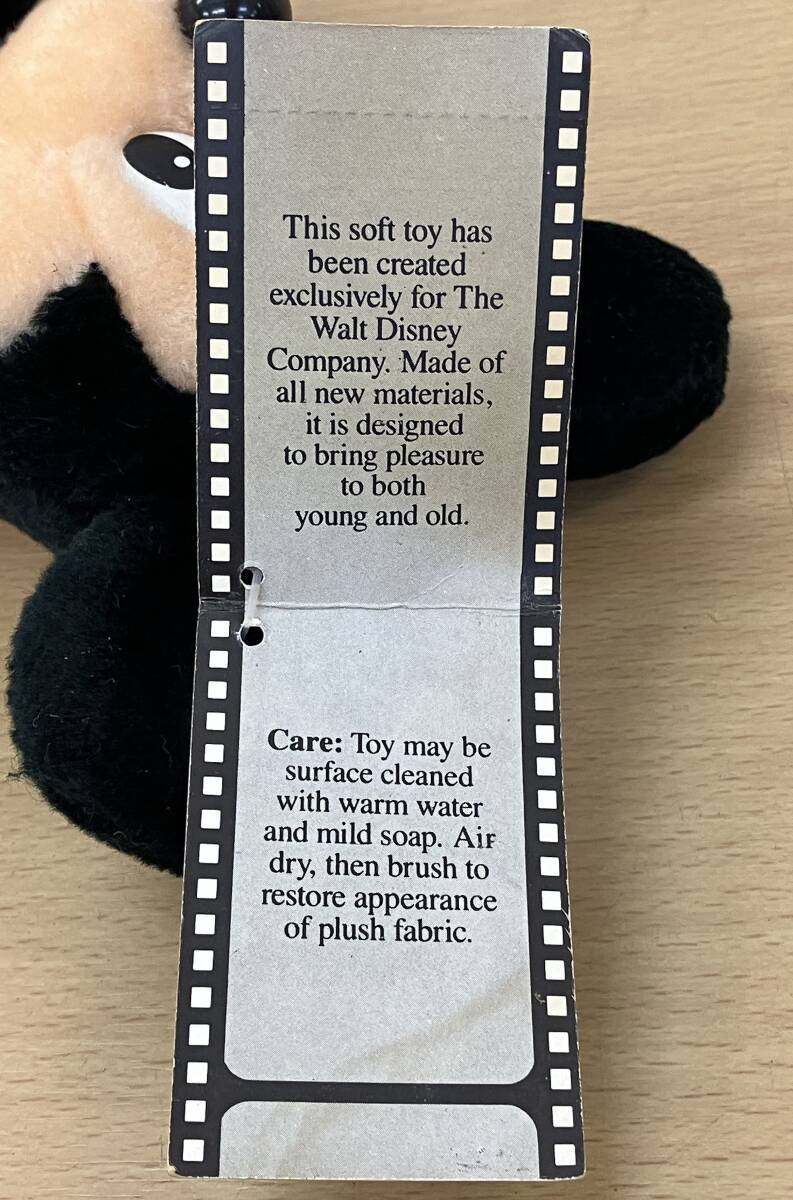 This soft toy has
been created
exclusively for The
Walt Disney
Company. Made of
all new materials,
it is designed
to bring pleasure
to both
young and old.
Care: Toy may be
surface cleaned
with warm water
and mild soap. Air
dry, then brush to
restore appearance
of plush fabric.